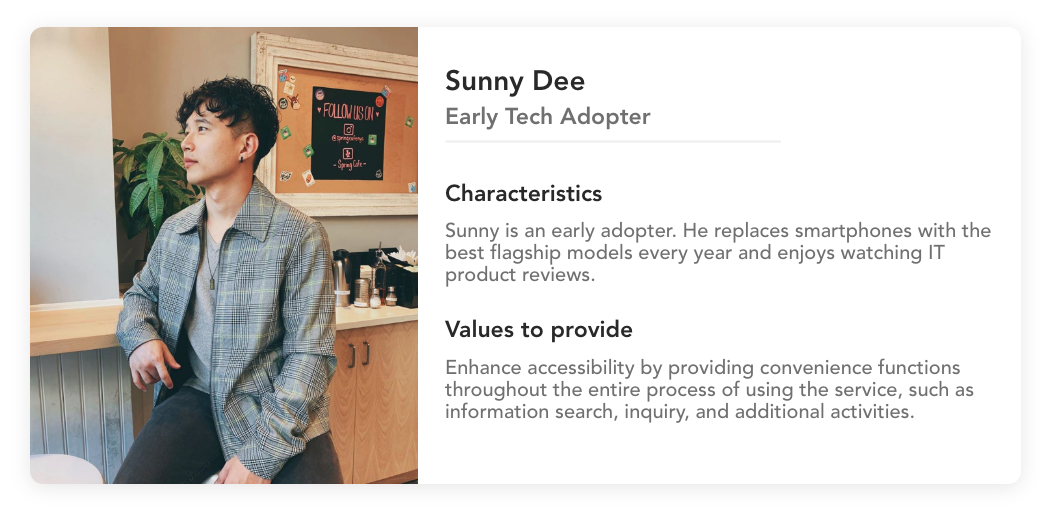 FOLLOW US ON
- Spring Cafe -
Sunny Dee
Early Tech Adopter
Characteristics
Sunny is an early adopter. He replaces smartphones with the
best flagship models every year and enjoys watching IT
product reviews.
Values to provide
Enhance accessibility by providing convenience functions
throughout the entire process of using the service, such as
information search, inquiry, and additional activities.